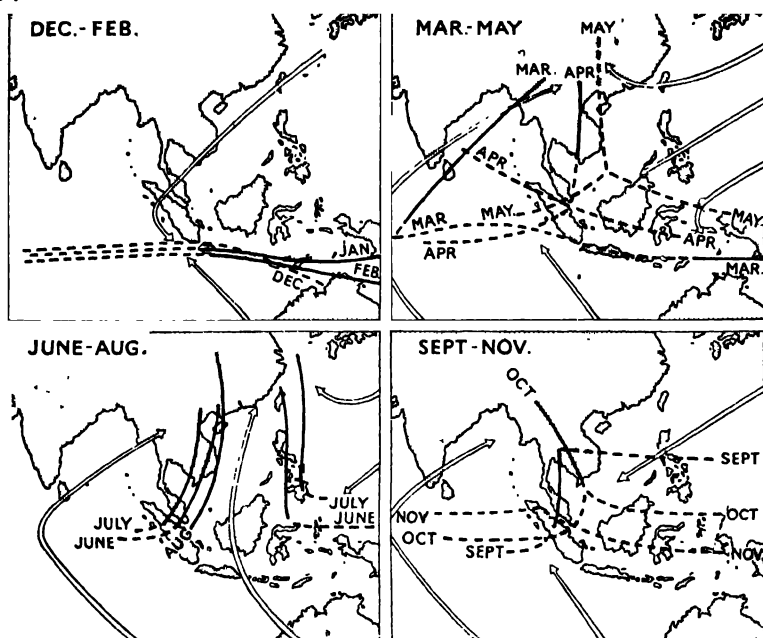 DEC.-FEB.
JAN
FEB.
DEC.
MAR.-MAY
MAY
MAR. APR
APR
MAR
MAY
APR
MAY
APR
MAR.
JUNE-AUG.
JULY
JUNE
AUG
JULY
JUNE
SEPT-NOV.
OCT
SEPT
NOV
OCT
SEPT
OCT
NOV.